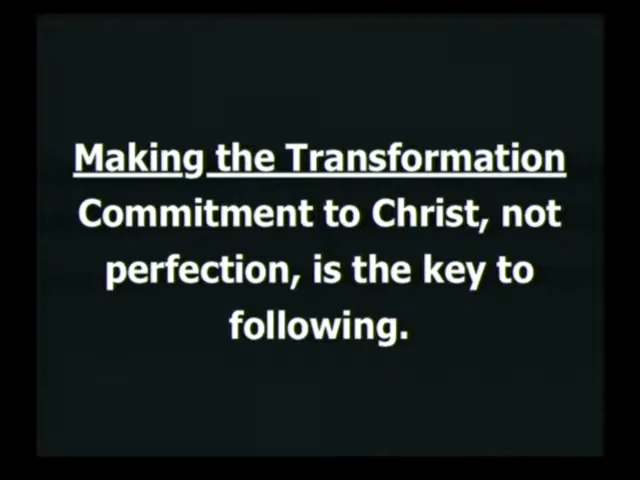 Making the Transformation
Commitment to Christ, not
perfection, is the key to
following.